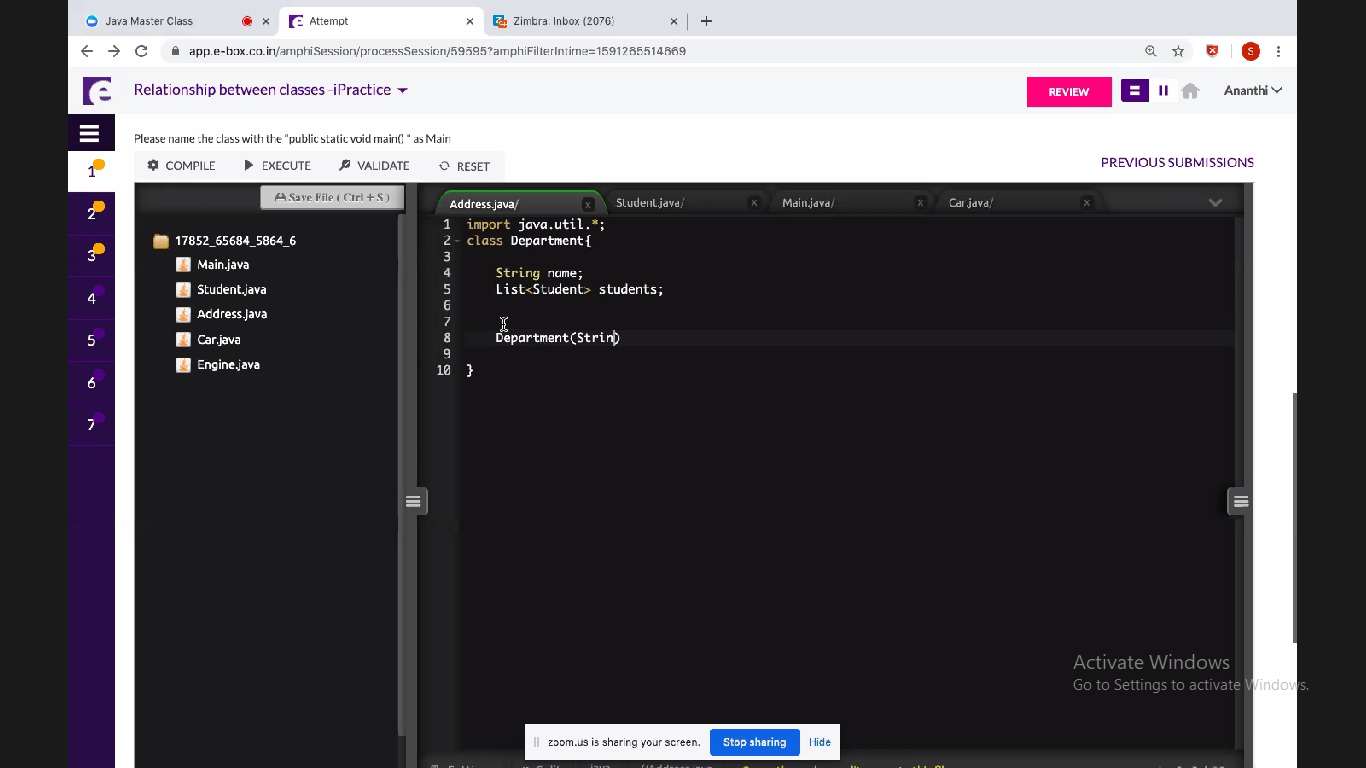 Java Master Class
Attempt
Zimbra: Inbox (2076)
app.e-box.co.in/amphiSession/processSession/59595?amphiFilterIntime=1591265514669
Relationship between classes -iPractice
REVIEW
Ananthi
Please name the class with the "public static void main() " as Main
COMPILE
EXECUTE
VALIDATE
RESET
PREVIOUS SUBMISSIONS
Save File ( Ctrl + S )
Address.java/
Student.java/
Main.java/
Car.java/
17852_65684_5864_6
Main.java
Student.java
Address.java
Car.java
Engine.java
1
2
3
4
5
6
7
1 import java.util.*;
2 class Department{
3
4 String name;
5 List<Student> students;
6
7
8 Department(Strin)
9
10 }
Activate Windows
Go to Settings to activate Windows.
zoom.us is sharing your screen.
Stop sharing
Hide